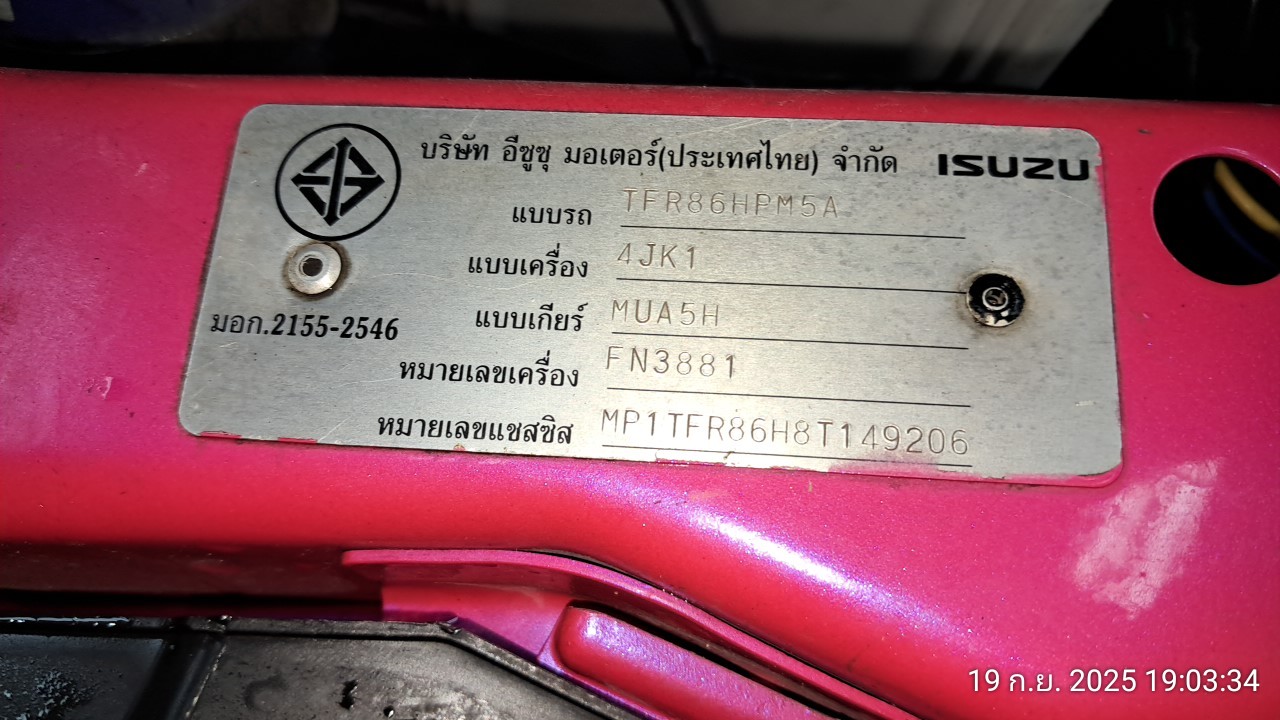 บริษัท อีซูซุ มอเตอร์(ประเทศไทย) จำกัด ISUZU
แบบรถ TFR86HPM5A
แบบเครื่อง 4JK1
แบบเกียร์ MUA5H
มอก.2155-2546
หมายเลขเครื่อง FN3881
หมายเลขแชสซิส MP1TFR86H8T149206
19 ก.ย. 2025 19:03:34